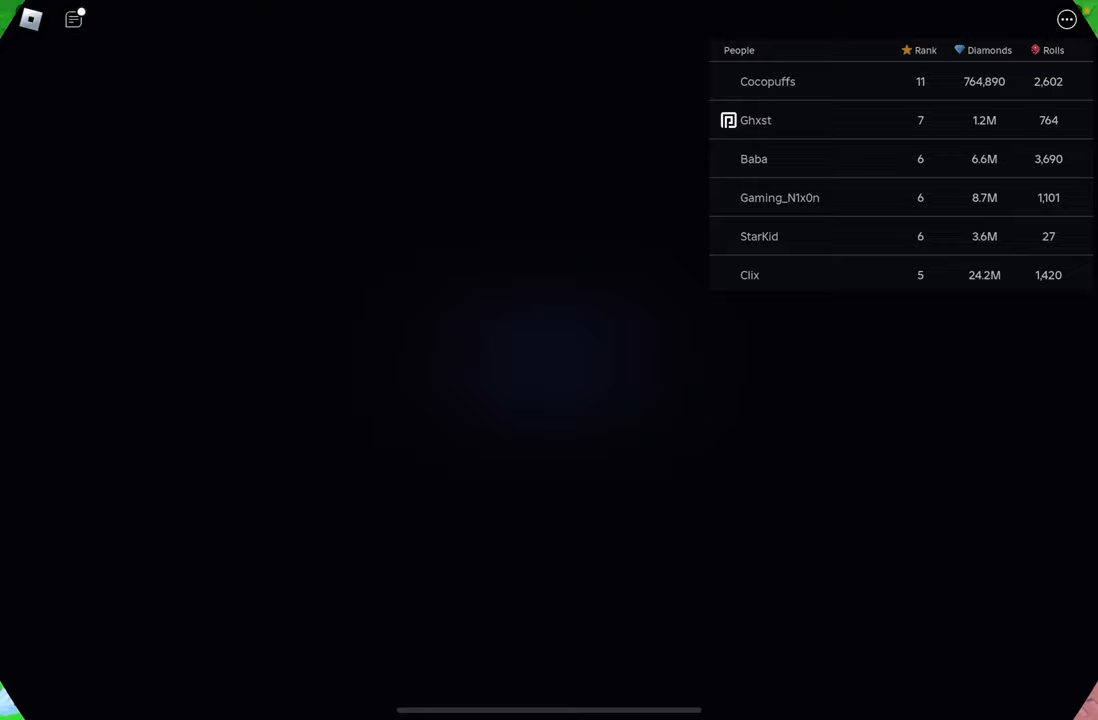 People Rank Diamonds Rolls
Cocopuffs 11 764,890 2,602
Ghxst 7 1.2M 764
Baba 6 6.6M 3,690
Gaming_N1x0n 6 8.7M 1,101
StarKid 6 3.6M 27
Clix 5 24.2M 1,420